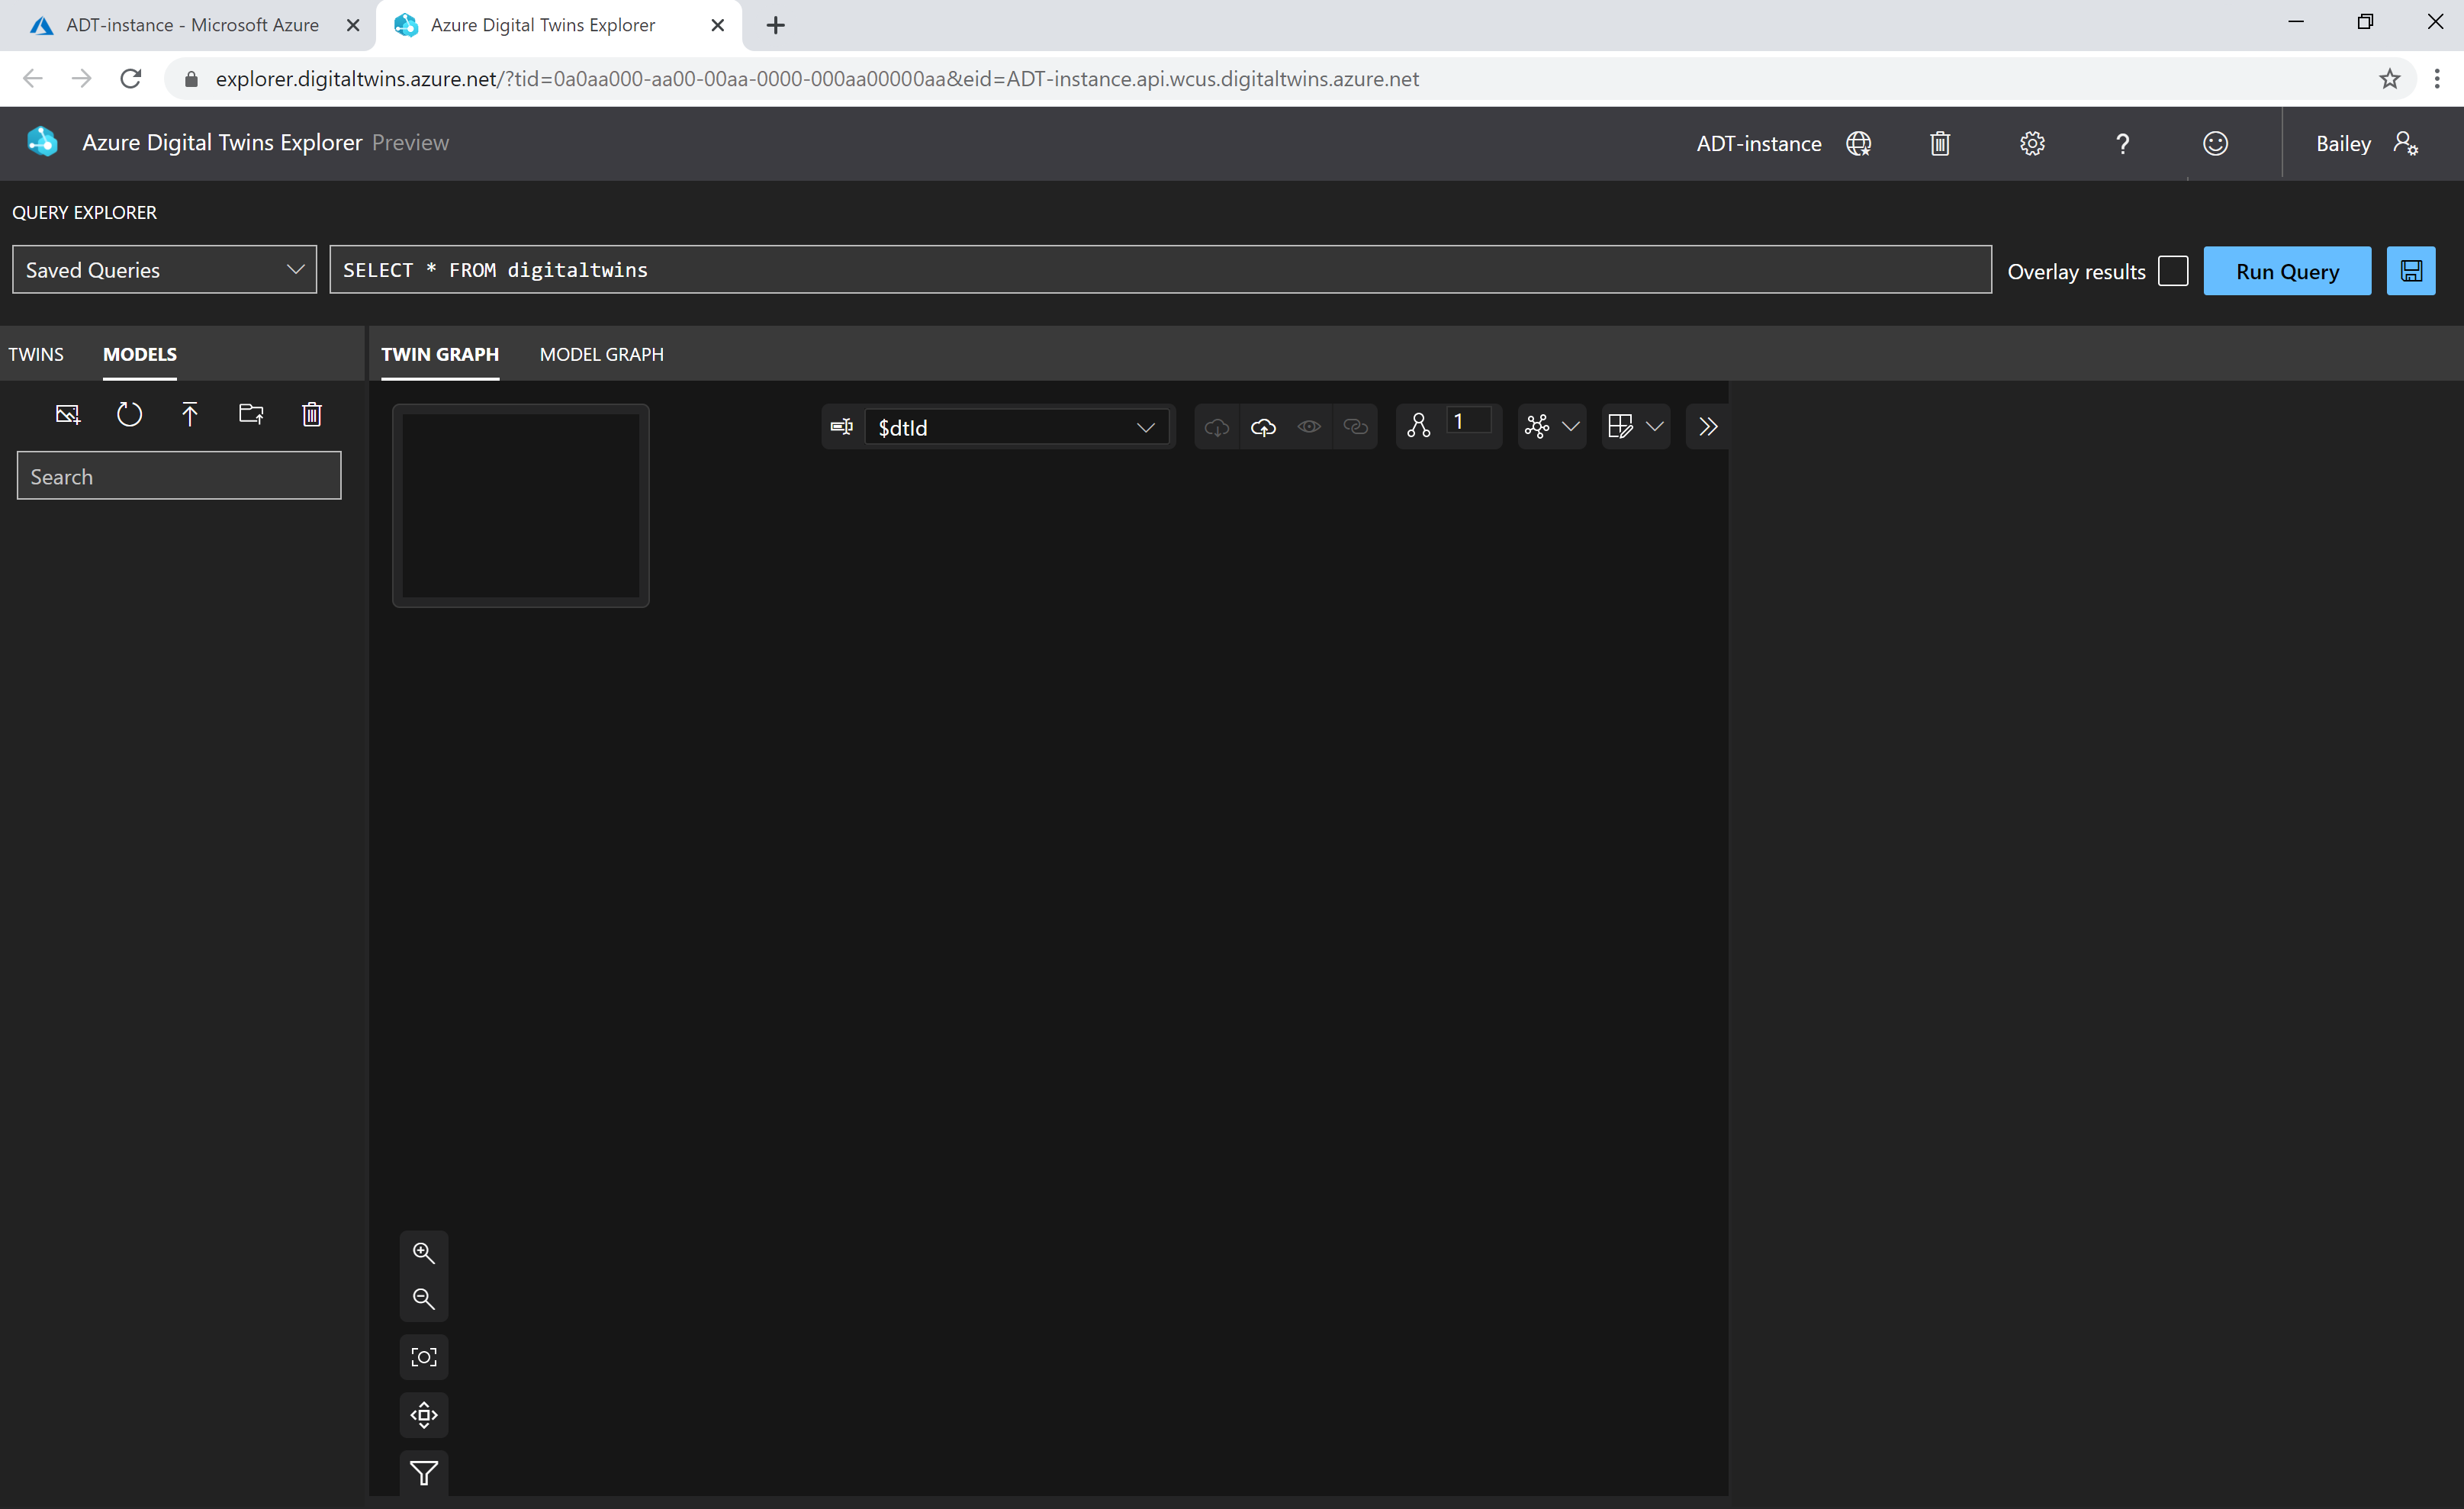 ADT-instance - Microsoft Azure
Azure Digital Twins Explorer
explorer.digitaltwins.azure.net/?tid=0a0aa000-aa00-00aa-0000-000aa00000aa&eid=ADT-instance.api.wcus.digitaltwins.azure.net
Azure Digital Twins Explorer Preview
ADT-instance
?
Bailey
QUERY EXPLORER
Saved Queries
SELECT * FROM digitaltwins
Overlay results
Run Query
TWINS
MODELS
TWIN GRAPH
MODEL GRAPH
$dtId
1
Search